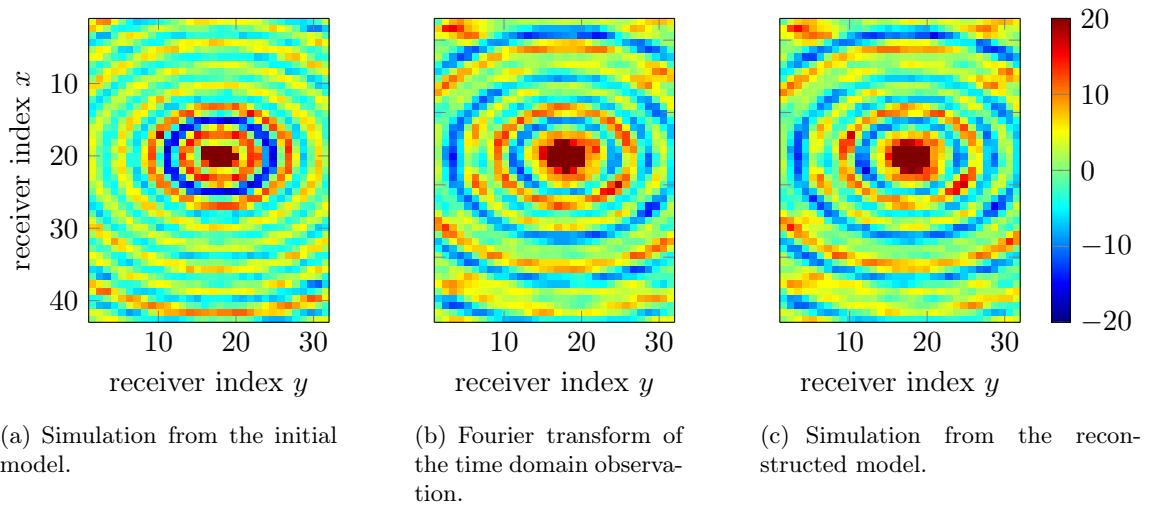 20
10
0
−10
−20
receiver index x
10
20
30
40
10 20 30
receiver index y
10 20 30
receiver index y
10 20 30
receiver index y
(a) Simulation from the initial
model.
(b) Fourier transform of
the time domain observa-
tion.
(c) Simulation from the recon-
structed model.